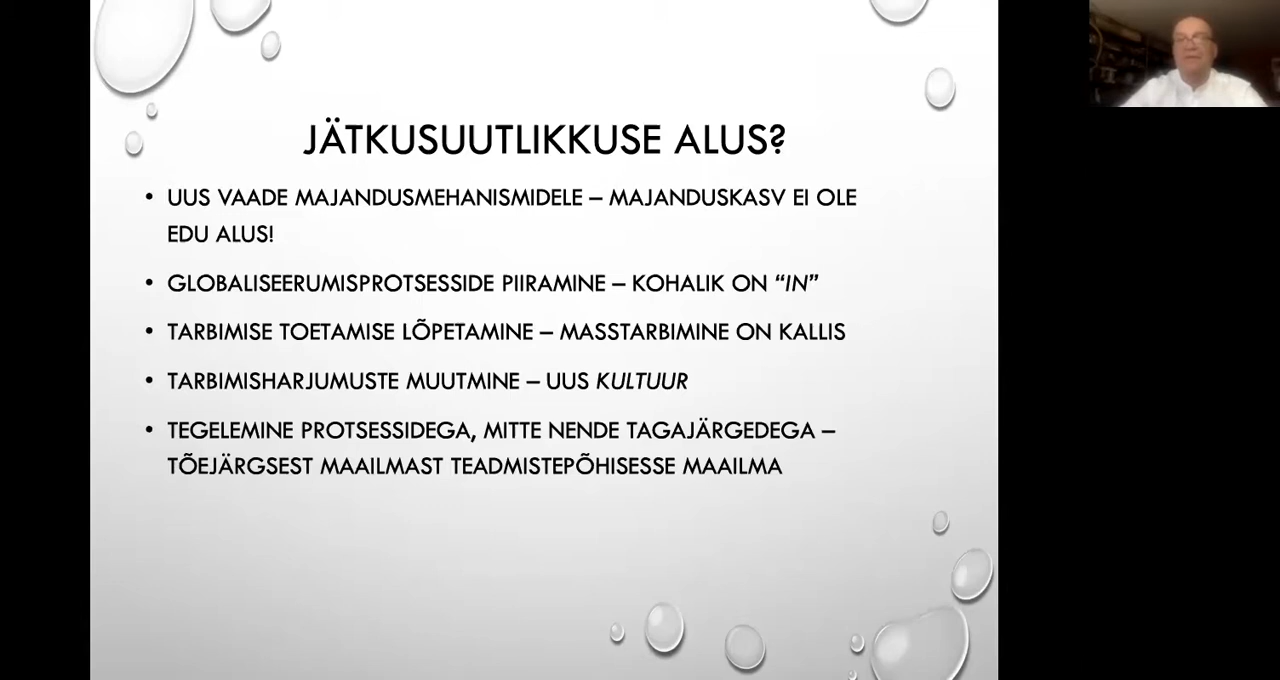 JÄTKUSUUTLIKKUSE ALUS?
• UUS VAADE MAJANDUSMEHANISMIDELE – MAJANDUSKASV EI OLE
EDU ALUS!
• GLOBALISEERUMISPROTSESSIDE PIIRAMINE – KOHALIK ON “IN”
• TARBIMISE TOETAMISE LÕPETAMINE – MASSTARBIMINE ON KALLIS
• TARBIMISHARJUMUSTE MUUTMINE – UUS KULTUUR
• TEGELEMINE PROTSESSIDEGA, MITTE NENDE TAGAJÄRGEDEGA –
TÕEJÄRGSEST MAAILMAST TEADMISTEPÕHISESSE MAAILMA